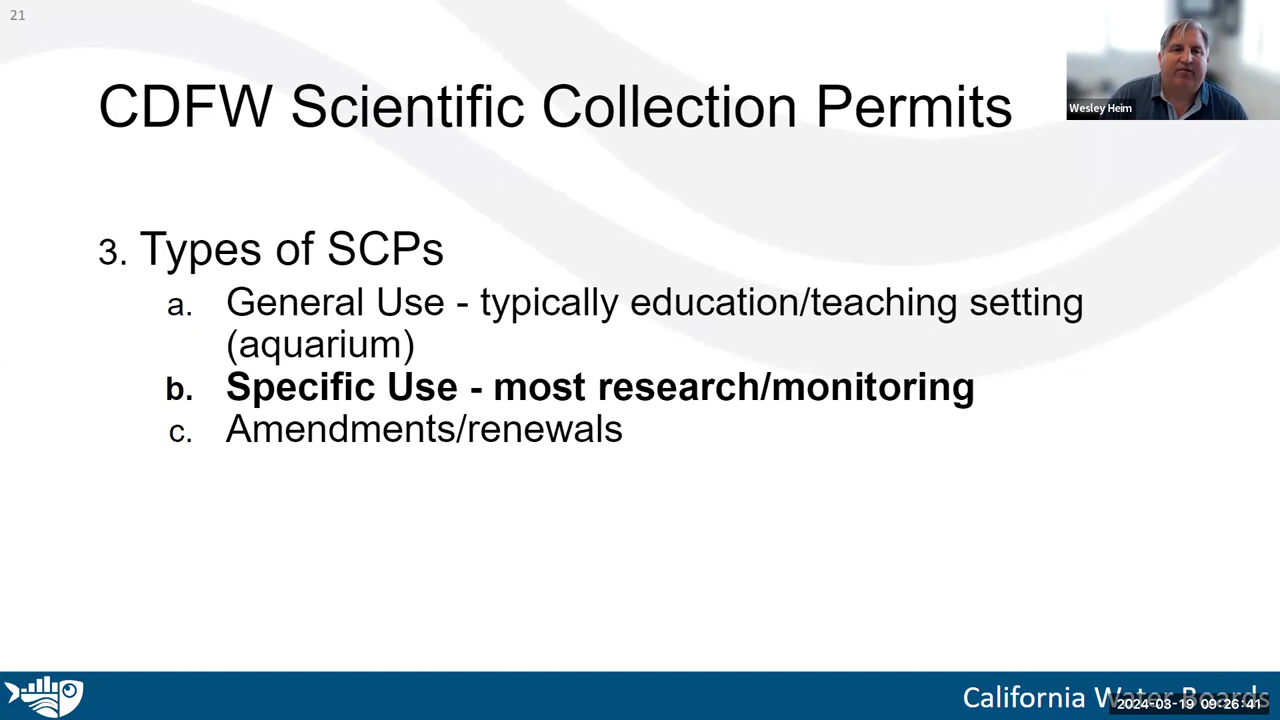 21
CDFW Scientific Collection Permits
Wesley Heim
3. Types of SCPs
a. General Use - typically education/teaching setting
(aquarium)
b. Specific Use - most research/monitoring
c. Amendments/renewals
California Water Boards
2024-03-19 09:26:41